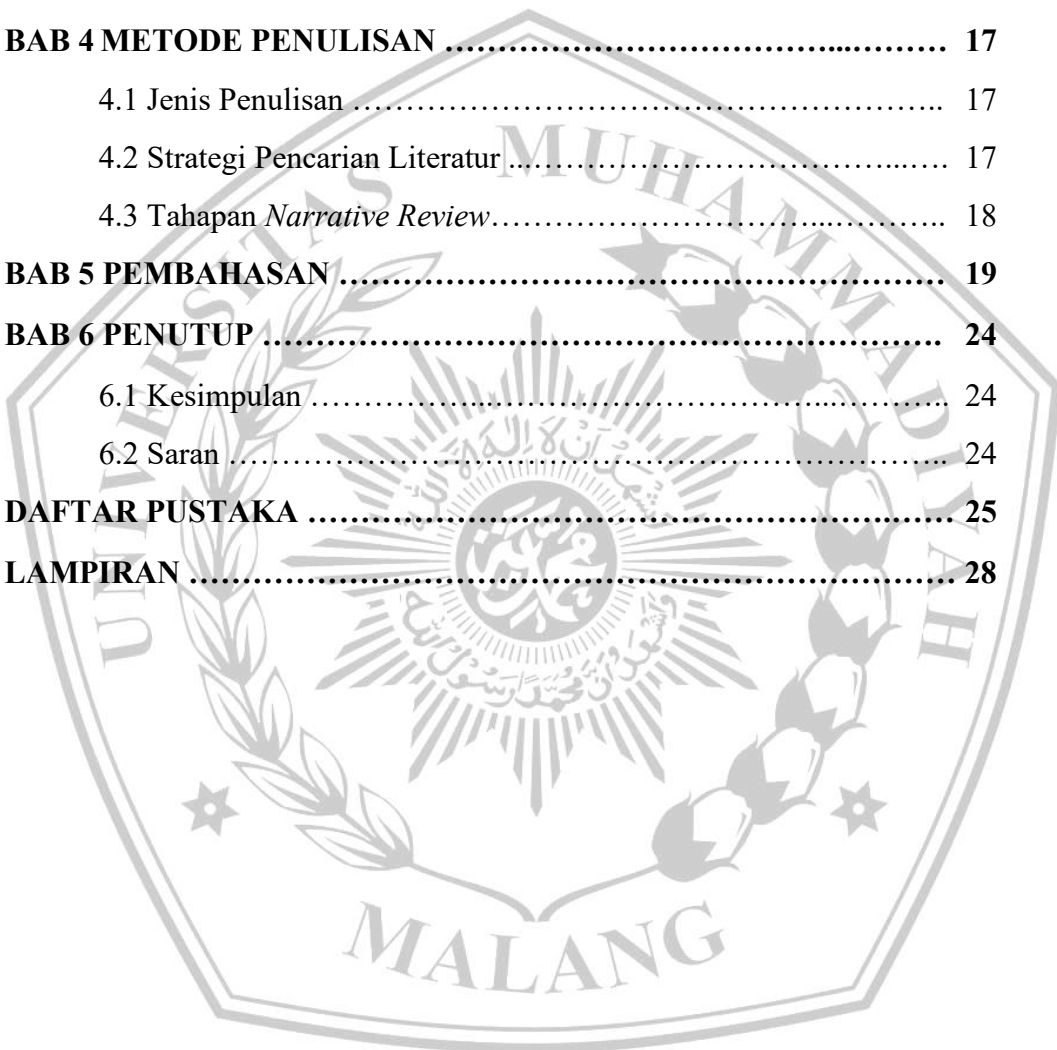 BAB 4 METODE PENULISAN ……………………………………....……… 17
4.1 Jenis Penulisan ………………………………………………….. 17
4.2 Strategi Pencarian Literatur ..…………………………………...…. 17
4.3 Tahapan Narrative Review……………………………...……….. 18
BAB 5 PEMBAHASAN ……………………………………………………… 19
BAB 6 PENUTUP ……………………………………………………………. 24
6.1 Kesimpulan ……………...……………………………...……….. 24
6.2 Saran …………………………………………………………….. 24
DAFTAR PUSTAKA ………………………………………………………… 25
LAMPIRAN …………………………………………………………………… 28
UNIVERSITAS MUHAMMADIYAH
MALANG